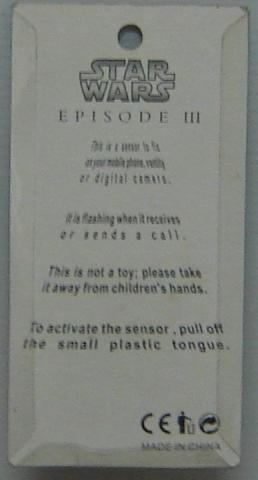 STAR
WARS
EPISODE III
This is a sensor to fix
on your mobile phone, vanitity
or digital camera.
It is flashing when it receives
or sends a call.
This is not a toy; please take
it away from children's hands.
To activate the sensor, pull off
the small plastic tongue.
CE
MADE IN CHINA